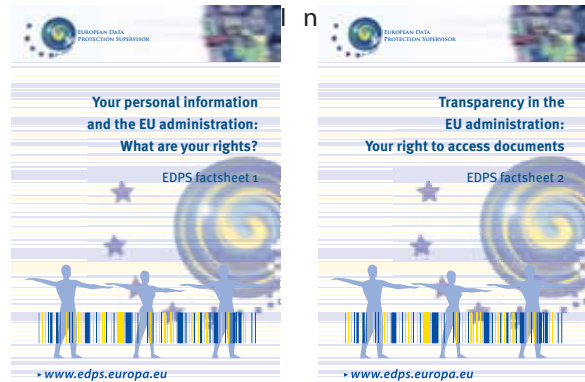 l n
EUROPEAN DATA
PROTECTION SUPERVISOR
Your personal information
and the EU administration:
What are your rights?
EDPS factsheet 1
www.edps.europa.eu
EUROPEAN DATA
PROTECTION SUPERVISOR
Transparency in the
EU administration:
Your right to access documents
EDPS factsheet 2
www.edps.europa.eu